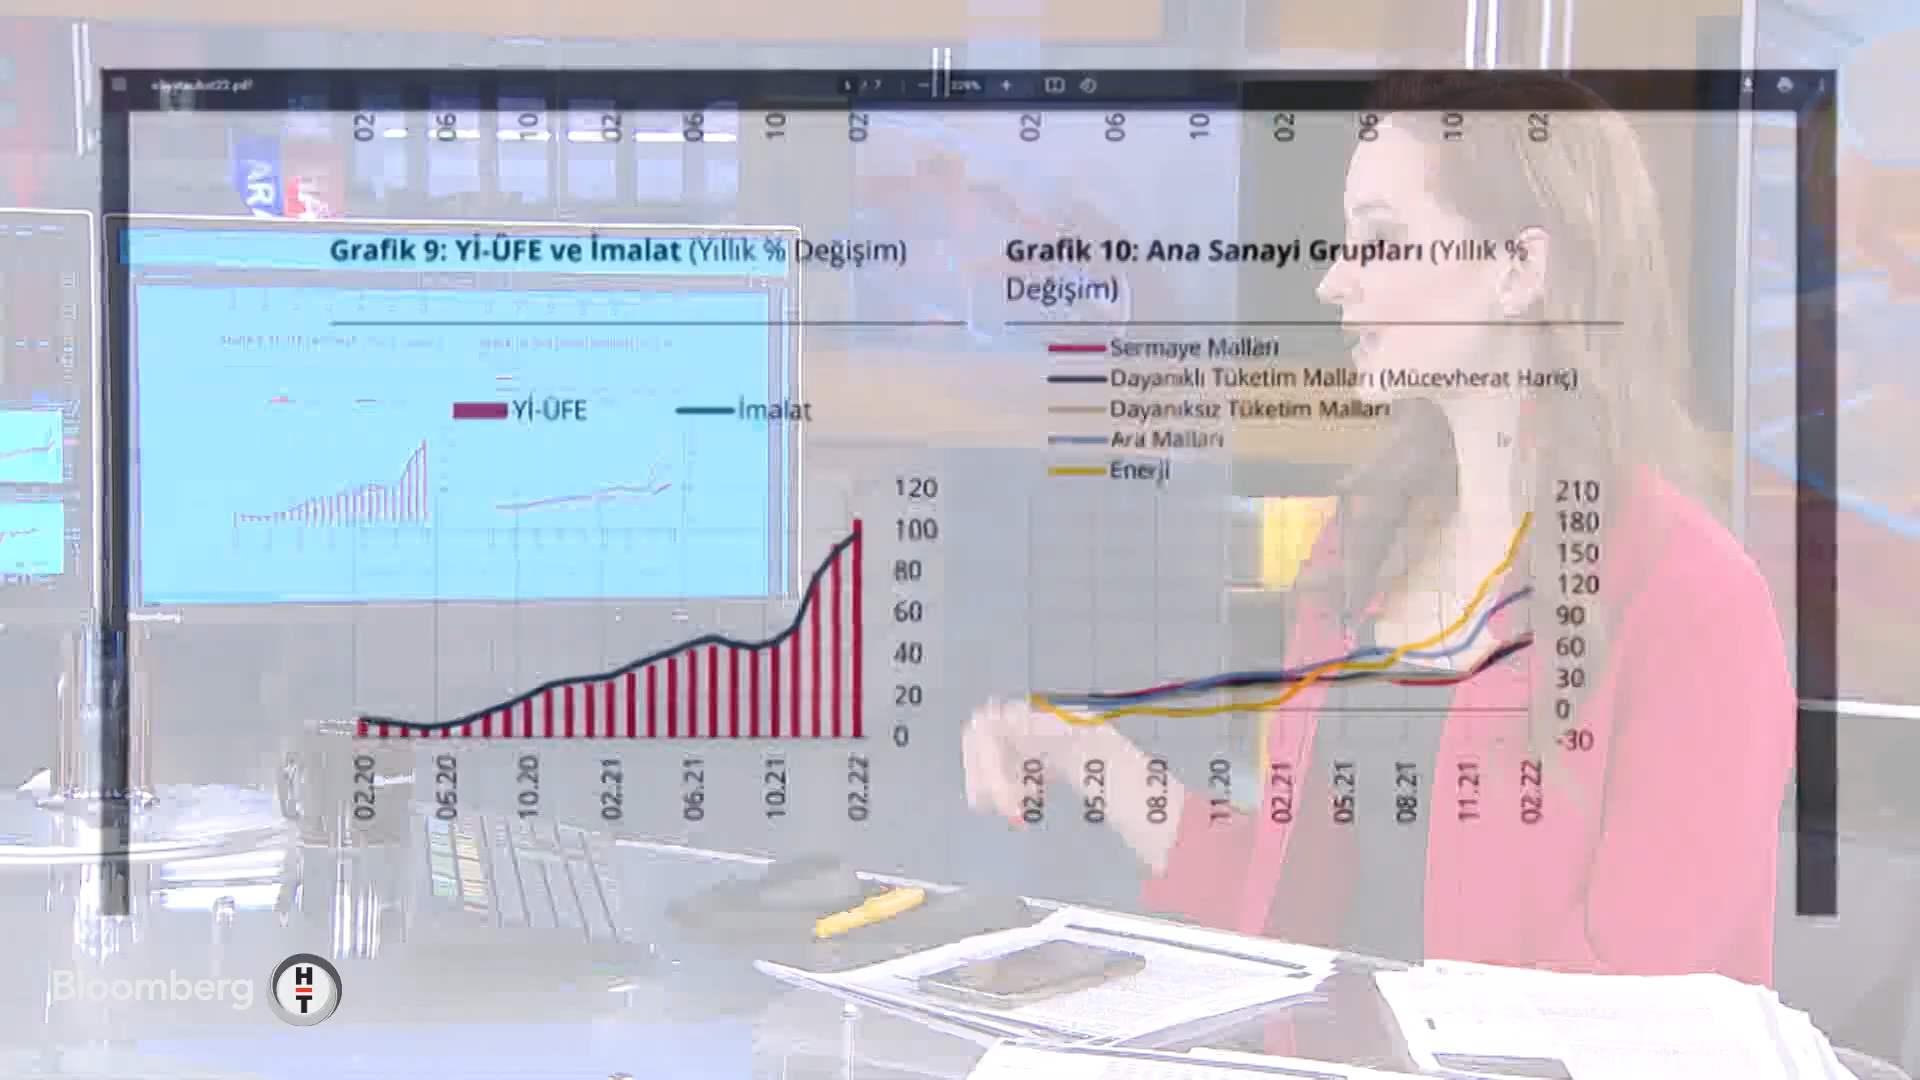 6 / 7
02 06 10 02 06 10 02
02 06 10 02 06 10 02
ARA
Grafik 9: Yİ-ÜFE ve İmalat (Yıllık % Değişim)
Yİ-ÜFE
İmalat
120
100
80
60
40
20
0
02.20 06.20 10.20 02.21 06.21 10.21 02.22
Grafik 10: Ana Sanayi Grupları (Yıllık %
Değişim)
Sermaye Malları
Dayanıklı Tüketim Malları (Mücevherat Hariç)
Dayanıksız Tüketim Malları
Ara Malları
Enerji
210
180
150
120
90
60
30
0
-30
02.20 05.20 08.20 11.20 02.21 05.21 08.21 11.21 02.22
Bloomberg
Bloomberg HT